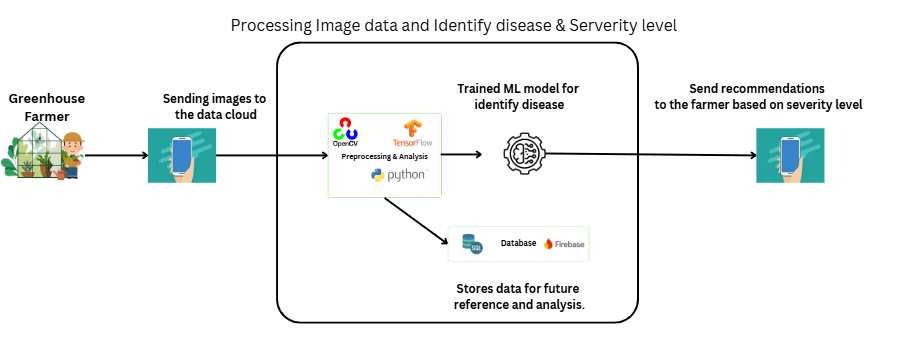 Processing Image data and Identify disease & Serverity level
Greenhouse
Farmer
Sending images to
the data cloud
OpenCV
TensorFlow
Preprocessing & Analysis
python
Trained ML model for
identify disease
Send recommendations
to the farmer based on severity level
SQL
Database
Firebase
Stores data for future
reference and analysis.